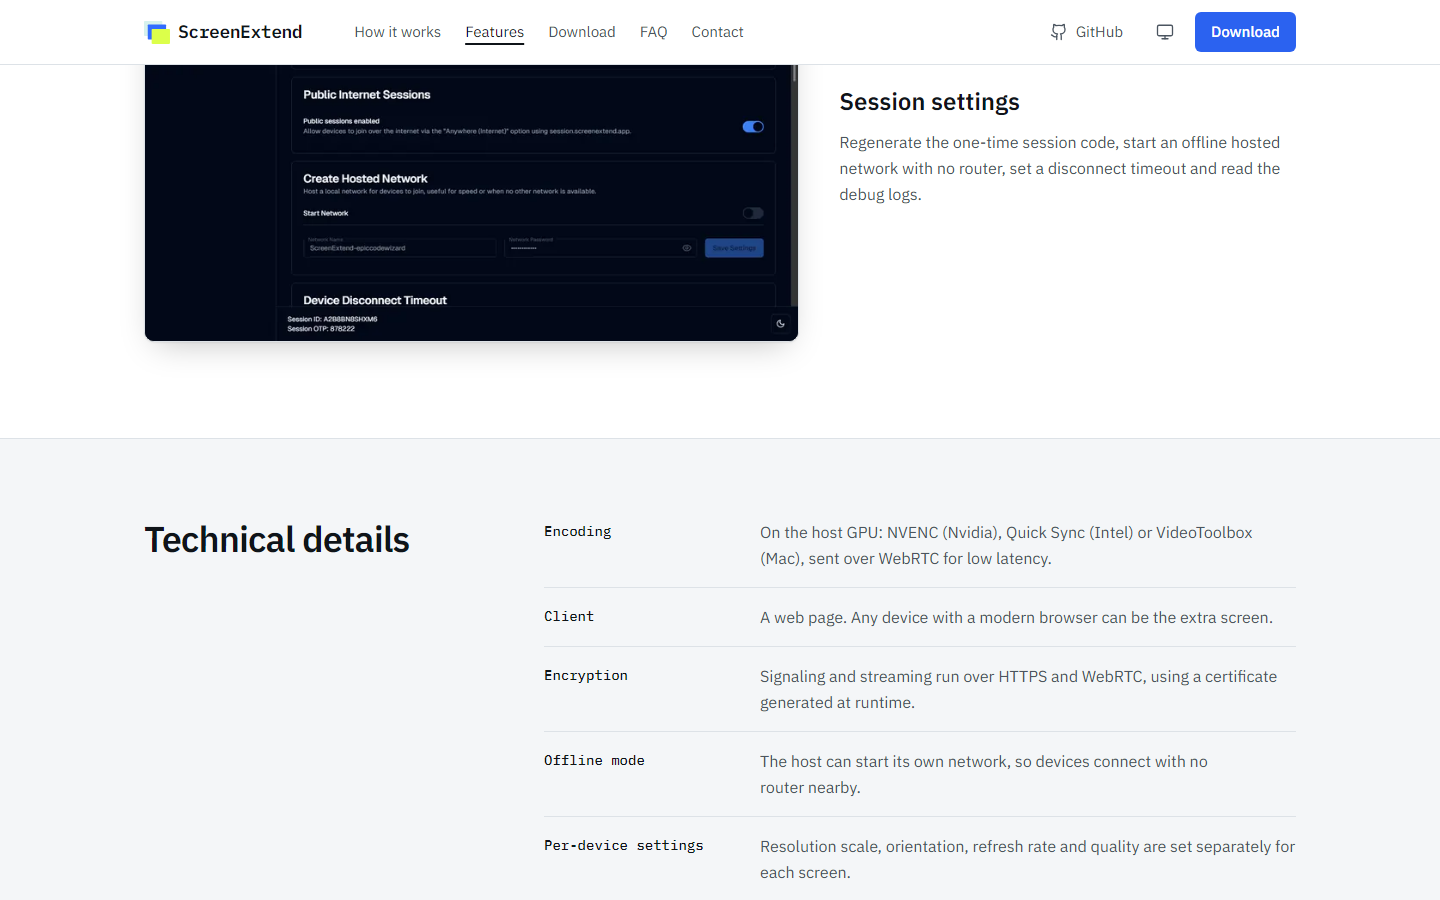 ScreenExtend
How it works
Features
Download
FAQ
Contact
GitHub
Download
Public Internet Sessions
Public sessions enabled
Allow devices to join over the internet via the "Anywhere (Internet)" option using session.screenextend.app.
Create Hosted Network
Host a local network for devices to join, useful for speed or when no other network is available.
Start Network
Network Name
ScreenExtend-epiccodewizard
Network Password
Save Settings
Device Disconnect Timeout
Session ID: A2B8BN8SHXM6
Session OTP: 878222
Session settings
Regenerate the one-time session code, start an offline hosted
network with no router, set a disconnect timeout and read the
debug logs.
Technical details
Encoding
On the host GPU: NVENC (Nvidia), Quick Sync (Intel) or VideoToolbox
(Mac), sent over WebRTC for low latency.
Client
A web page. Any device with a modern browser can be the extra screen.
Encryption
Signaling and streaming run over HTTPS and WebRTC, using a certificate
generated at runtime.
Offline mode
The host can start its own network, so devices connect with no
router nearby.
Per-device settings
Resolution scale, orientation, refresh rate and quality are set separately for
each screen.